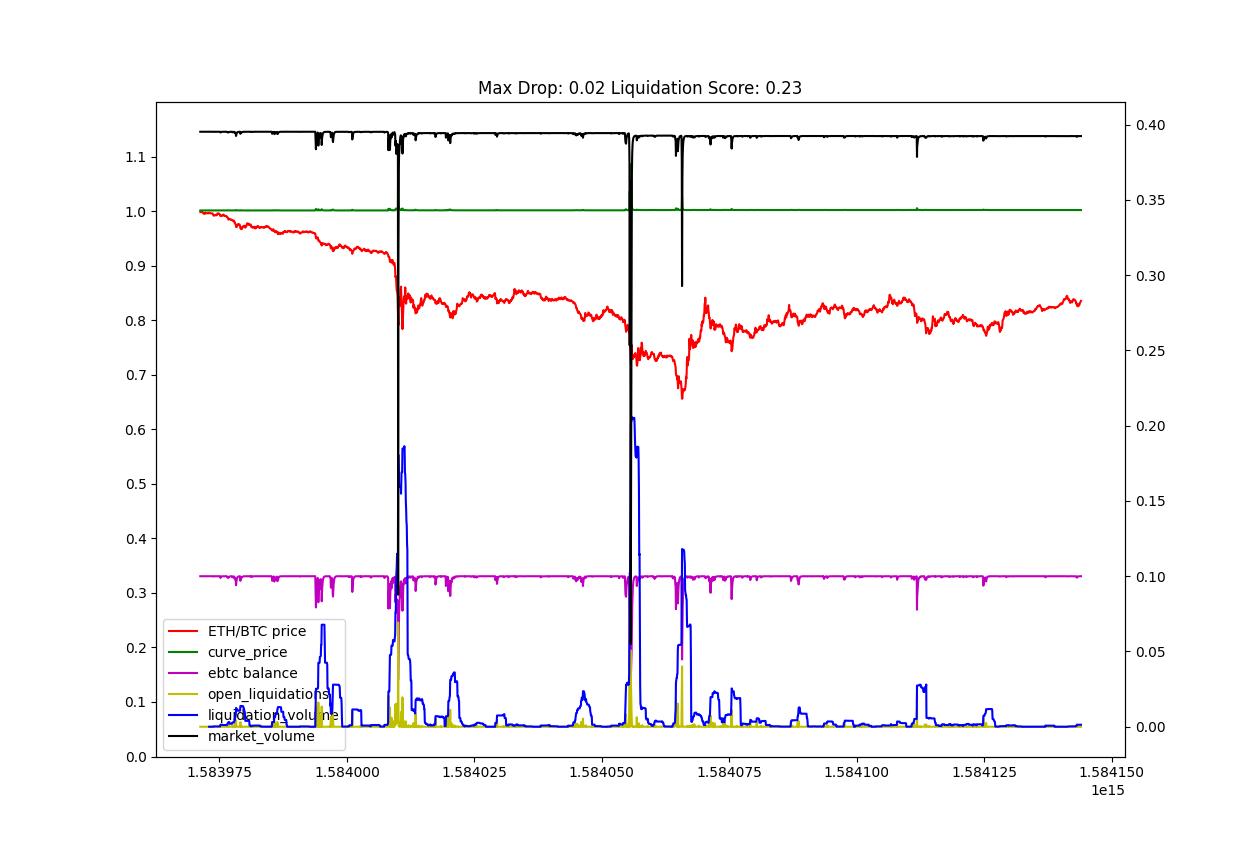 Max Drop: 0.02 Liquidation Score: 0.23
1.1
1.0
0.9
0.8
0.7
0.6
0.5
0.4
0.3
0.2
0.1
0.0
0.40
0.35
0.30
0.25
0.20
0.15
0.10
0.05
0.00
ETH/BTC price
curve_price
ebtc balance
open_liquidations
liquidation_volume
market_volume
1.583975 1.584000 1.584025 1.584050 1.584075 1.584100 1.584125 1.584150
1e15